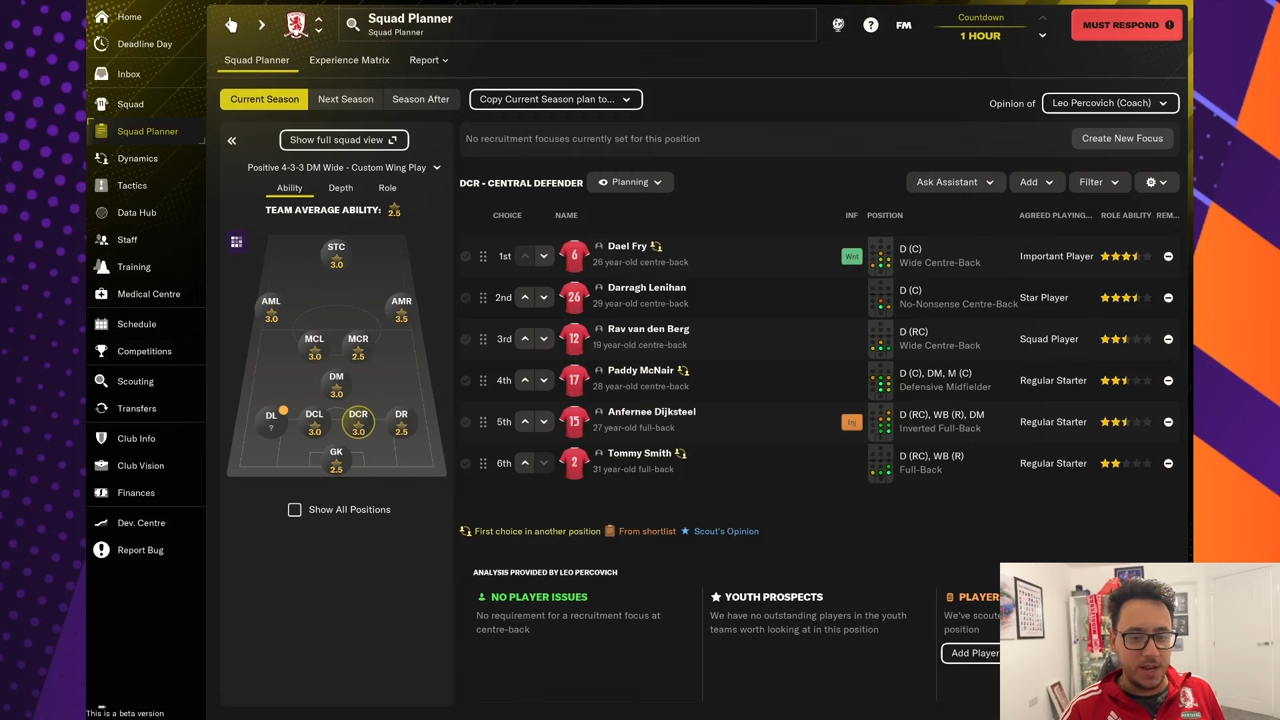 Home
Deadline Day
Inbox
Squad
Squad Planner
Dynamics
Tactics
Data Hub
Staff
Training
Medical Centre
Schedule
Competitions
Scouting
Transfers
Club Info
Club Vision
Finances
Dev. Centre
Report Bug
This is a beta version
Squad Planner
Squad Planner
FM
Countdown
1 HOUR
MUST RESPOND
Squad Planner
Experience Matrix
Report
Current Season
Next Season
Season After
Copy Current Season plan to...
Opinion of
Leo Percovich (Coach)
Show full squad view
Positive 4-3-3 DM Wide - Custom Wing Play
Ability
Depth
Role
TEAM AVERAGE ABILITY: 2.5
STC
3.0
AML
3.0
AMR
3.5
MCL
3.0
MCR
2.5
DM
3.0
DL
?
DCL
3.0
DCR
3.0
DR
2.5
GK
2.5
Show All Positions
No recruitment focuses currently set for this position
Create New Focus
DCR - CENTRAL DEFENDER
Planning
Ask Assistant
Add
Filter
CHOICE NAME INF POSITION AGREED PLAYING... ROLE ABILITY REM...
1st 6 Dael Fry Wnt D (C) Important Player
26 year-old centre-back Wide Centre-Back
2nd 26 Darragh Lenihan D (C) Star Player
29 year-old centre-back No-Nonsense Centre-Back
3rd 12 Rav van den Berg D (RC) Squad Player
19 year-old centre-back Wide Centre-Back
4th 17 Paddy McNair D (C), DM, M (C) Regular Starter
28 year-old centre-back Defensive Midfielder
5th 15 Anfernee Dijksteel Inj D (RC), WB (R), DM Regular Starter
27 year-old full-back Inverted Full-Back
6th 2 Tommy Smith D (RC), WB (R) Regular Starter
31 year-old full-back Full-Back
First choice in another position From shortlist Scout's Opinion
ANALYSIS PROVIDED BY LEO PERCOVICH
NO PLAYER ISSUES
No requirement for a recruitment focus at
centre-back
YOUTH PROSPECTS
We have no outstanding players in the youth
teams worth looking at in this position
PLAYER
We've scoute
position
Add Player